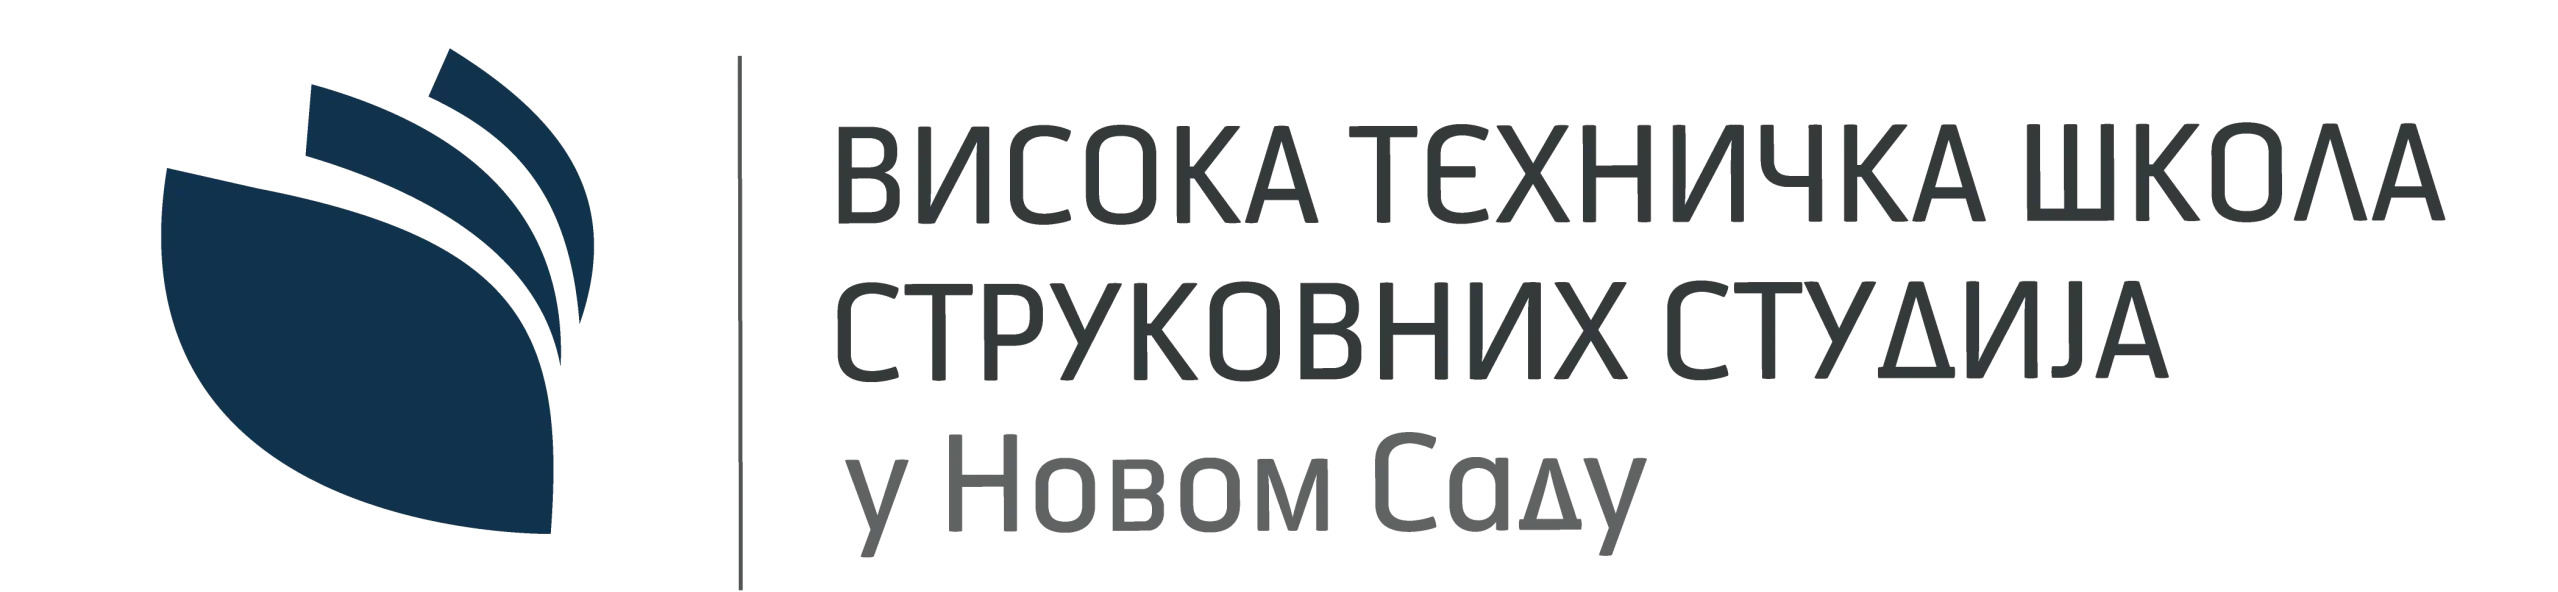 ВИСОКА ТЕХНИЧКА ШКОЛА
СТРУКОВНИХ СТУДИЈА
у Новом Саду